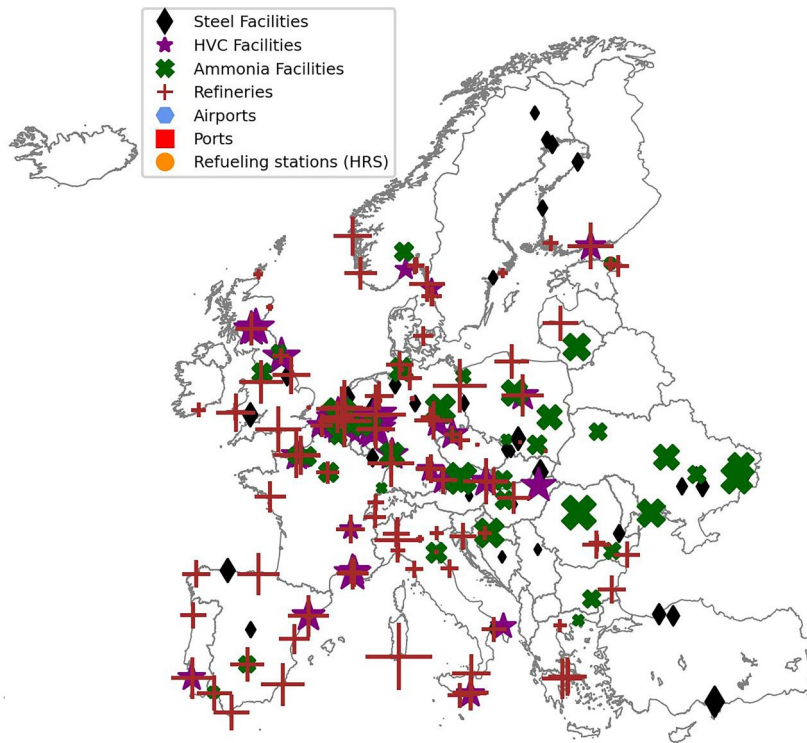 Steel Facilities
HVC Facilities
Ammonia Facilities
Refineries
Airports
Ports
Refueling stations (HRS)